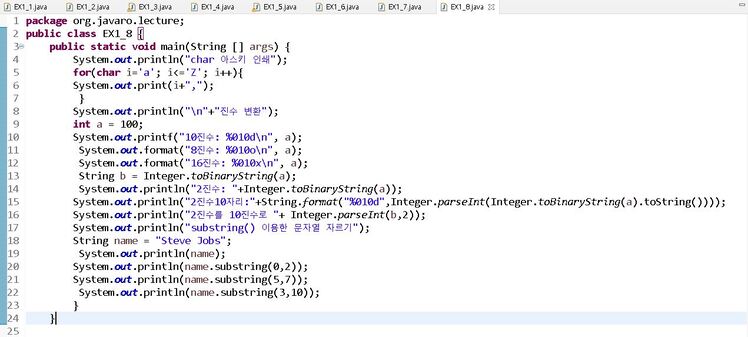 EX1_1.java EX1_2.java EX1_3.java EX1_4.java EX1_5.java EX1_6.java EX1_7.java EX1_8.java
1 package org.javaro.lecture;
2 public class EX1_8 {
3 public static void main(String [] args) {
4 System.out.println("char 아스키 인쇄");
5 for(char i='a'; i<='Z'; i++){
6 System.out.print(i+",");
7 }
8 System.out.println("\n"+"진수 변환");
9 int a = 100;
10 System.out.printf("10진수: %010d\n", a);
11 System.out.format("8진수: %010o\n", a);
12 System.out.format("16진수: %010x\n", a);
13 String b = Integer.toBinaryString(a);
14 System.out.println("2진수: "+Integer.toBinaryString(a));
15 System.out.println("2진수10자리:"+String.format("%010d",Integer.parseInt(Integer.toBinaryString(a).toString())));
16 System.out.println("2진수를 10진수로 "+ Integer.parseInt(b,2));
17 System.out.println("substring() 이용한 문자열 자르기");
18 String name = "Steve Jobs";
19 System.out.println(name);
20 System.out.println(name.substring(0,2));
21 System.out.println(name.substring(5,7));
22 System.out.println(name.substring(3,10));
23 }
24 }
25